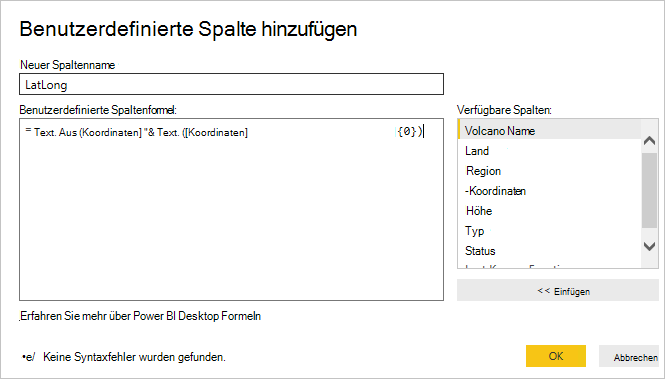 Benutzerdefinierte Spalte hinzufügen
Neuer Spaltenname
LatLong
Benutzerdefinierte Spaltenformel:
= Text. Aus (Koordinaten] "& Text. ([Koordinaten] {0})
Verfügbare Spalten:
Volcano Name
Land
Region
-Koordinaten
Höhe
Typ
Status
<< Einfügen
Erfahren Sie mehr über Power BI Desktop Formeln
•e/ Keine Syntaxfehler wurden gefunden.
OK
Abbrechen